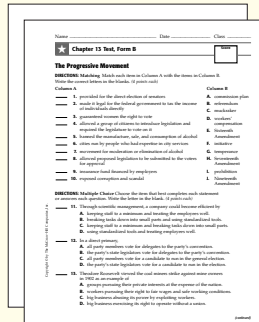 Name Date Class
Chapter 13 Test, Form B
SCORE
The Progressive Movement
DIRECTIONS: Matching Match each item in Column A with the items in Column B.
Write the correct letters in the blanks. (4 points each)
Column A Column B
1. provided for the direct election of senators A. commission plan
2. made it legal for the federal government to tax the income of individuals directly B. referendum
C. muckraker
3. guaranteed women the right to vote D. workers' compensation
4. allowed a group of citizens to introduce legislation and required the legislature to vote on it E. Sixteenth Amendment
5. banned the manufacture, sale, and consumption of alcohol
6. cities run by people who had expertise in city services F. initiative
7. movement for moderation or elimination of alcohol G. temperance
8. allowed proposed legislation to be submitted to the voters for approval H. Seventeenth Amendment
9. insurance fund financed by employers I. prohibition
10. exposed corruption and scandal J. Nineteenth Amendment
DIRECTIONS: Multiple Choice Choose the item that best completes each statement
or answers each question. Write the letter in the blank. (4 points each)
11. Through scientific management, a company could become efficient by
A. keeping staff to a minimum and treating the employees well.
B. breaking tasks down into small parts and using standardized tools.
C. keeping staff to a minimum and breaking tasks down into small parts.
D. using standardized tools and treating employees well.
12. In a direct primary,
A. all party members vote for delegates to the party's convention.
B. the party's state legislators vote for delegates to the party's convention.
C. all party members vote for a candidate to run in the general election.
D. the party's state legislators vote for a candidate to run in the election.
13. Theodore Roosevelt viewed the coal miners strike against mine owners
in 1902 as an example of
A. groups pursuing their private interests at the expense of the nation.
B. workers pursuing their right to fair wages and safe working conditions.
C. big business abusing its power by exploiting workers.
D. big business exercising its right to operate without a union.
(continued)